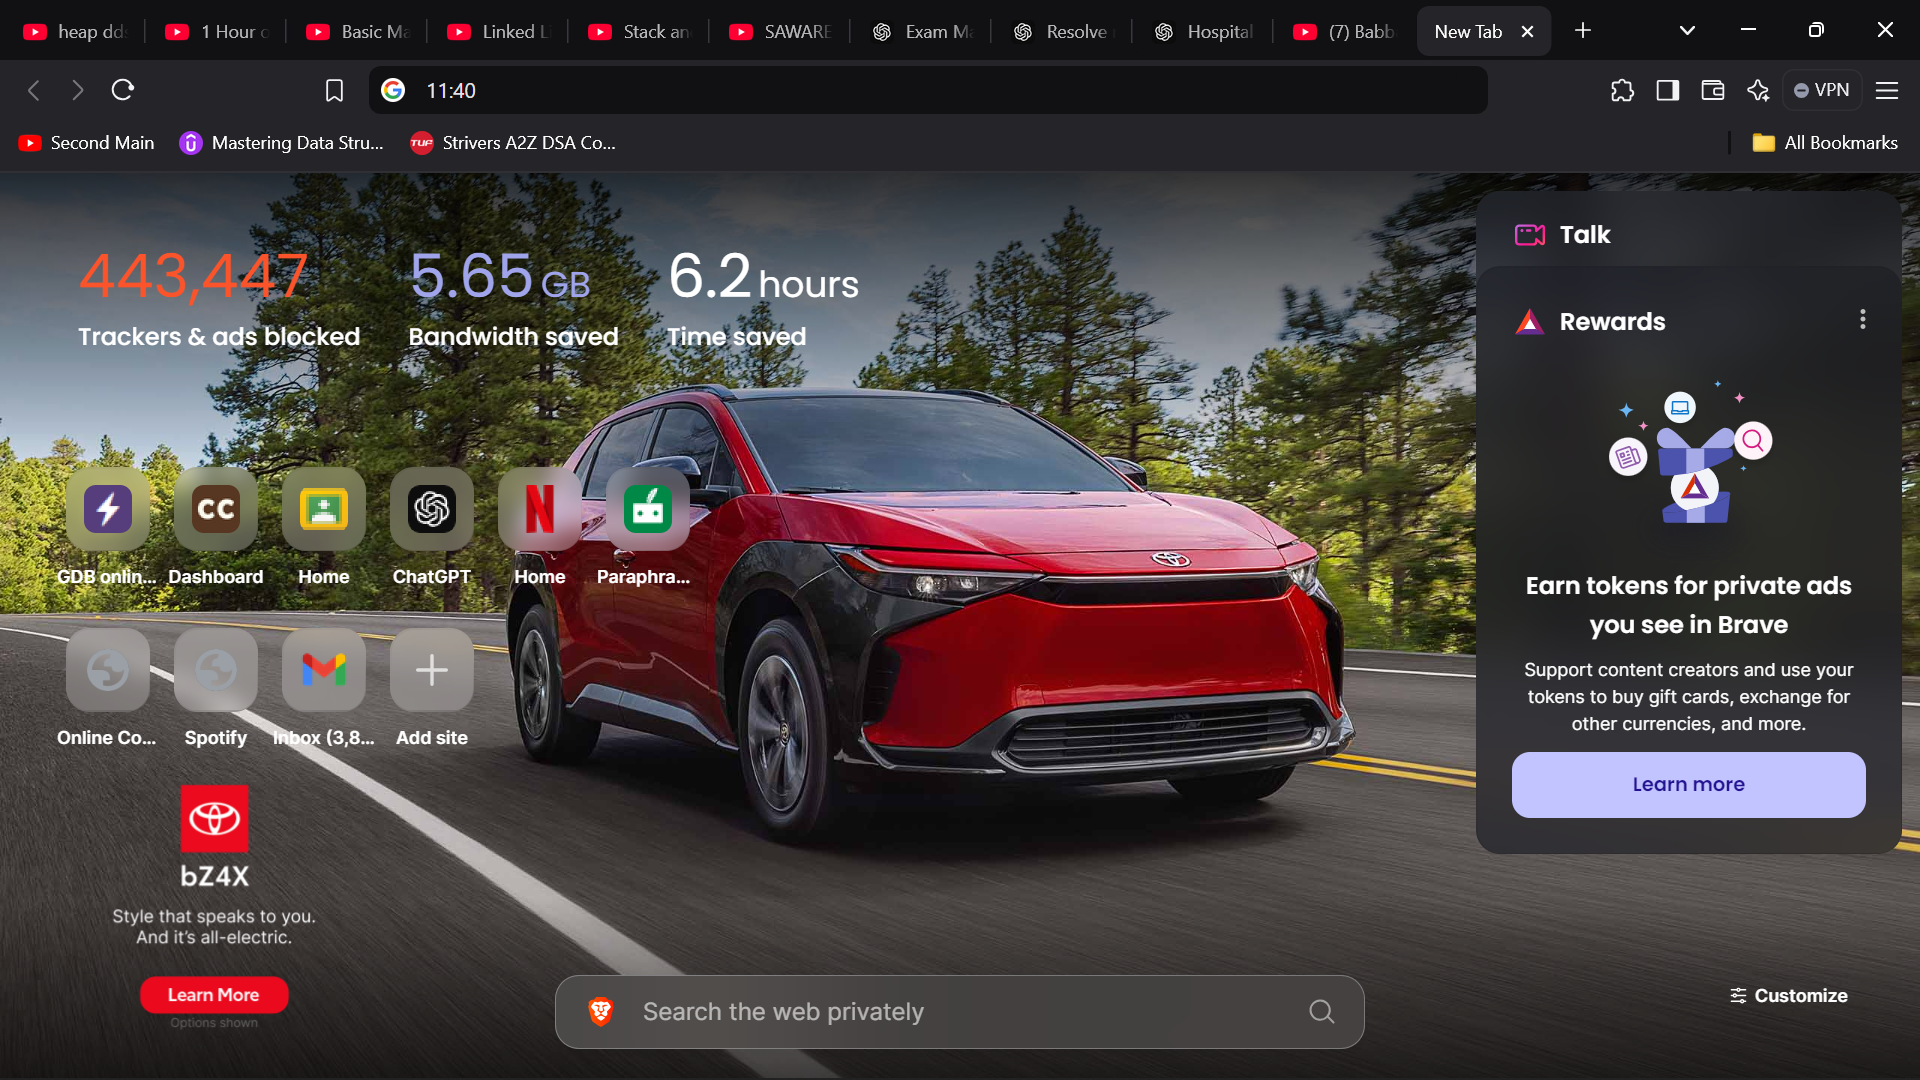 heap dd
1 Hour o
Basic Ma
Linked Li
Stack an
SAWARE
Exam Ma
Resolve
Hospital
(7) Babb
New Tab
11:40
VPN
Second Main
Mastering Data Stru...
TUF
Strivers A2Z DSA Co...
All Bookmarks
443,447
5.65 GB
6.2 hours
Trackers & ads blocked
Bandwidth saved
Time saved
Talk
Rewards
CC
N
GDB onlin...
Dashboard
Home
ChatGPT
Home
Paraphra...
Earn tokens for private ads
you see in Brave
Support content creators and use your
tokens to buy gift cards, exchange for
other currencies, and more.
Learn more
Online Co...
Spotify
Inbox (3,8...
Add site
bZ4X
Style that speaks to you.
And it's all-electric.
Learn More
Options shown
Search the web privately
Customize